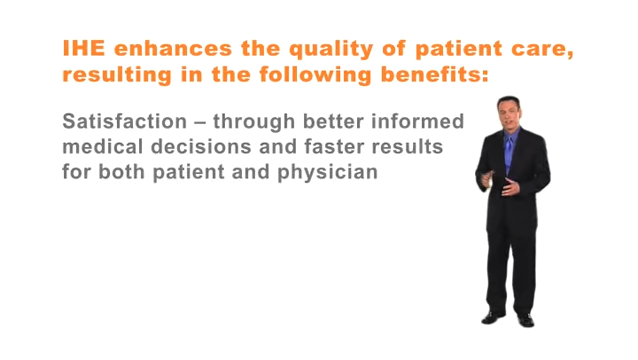 IHE enhances the quality of patient care,
resulting in the following benefits:
Satisfaction – through better informed
medical decisions and faster results
for both patient and physician